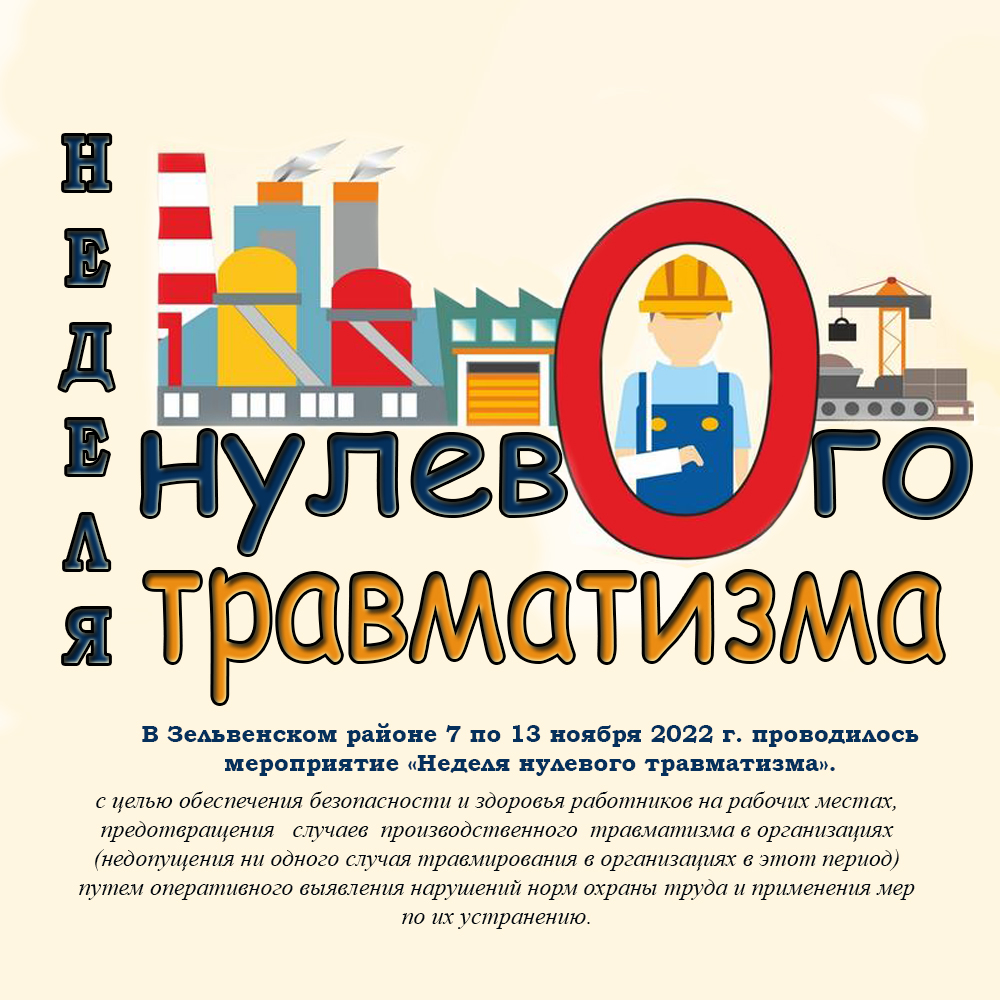 НЕДЕЛЯ
нулевОго
травматизма
В Зельвенском районе 7 по 13 ноября 2022 г. проводилось
мероприятие «Неделя нулевого травматизма».
с целью обеспечения безопасности и здоровья работников на рабочих местах,
предотвращения случаев производственного травматизма в организациях
(недопущения ни одного случая травмирования в организациях в этот период)
путем оперативного выявления нарушений норм охраны труда и применения мер
по их устранению.